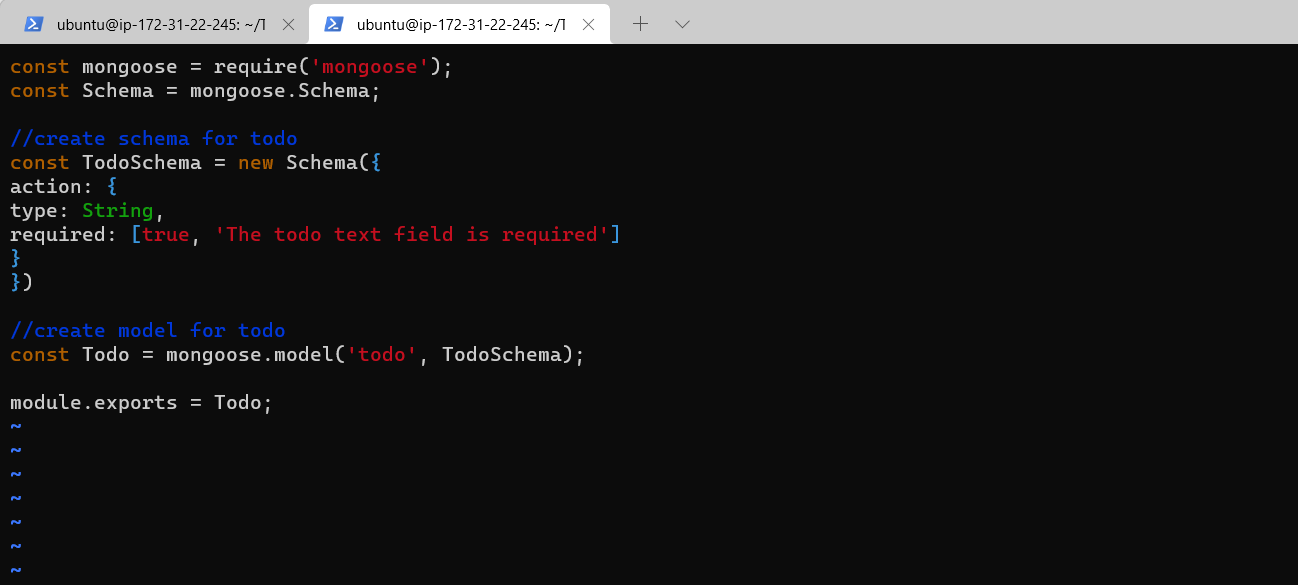 ubuntu@ip-172-31-22-245: ~/T
ubuntu@ip-172-31-22-245: ~/T
const mongoose = require('mongoose');
const Schema = mongoose.Schema;
//create schema for todo
const TodoSchema = new Schema({
action: {
type: String,
required: [true, 'The todo text field is required']
}
})
//create model for todo
const Todo = mongoose.model('todo', TodoSchema);
module.exports = Todo;
~
~
~
~
~
~
~